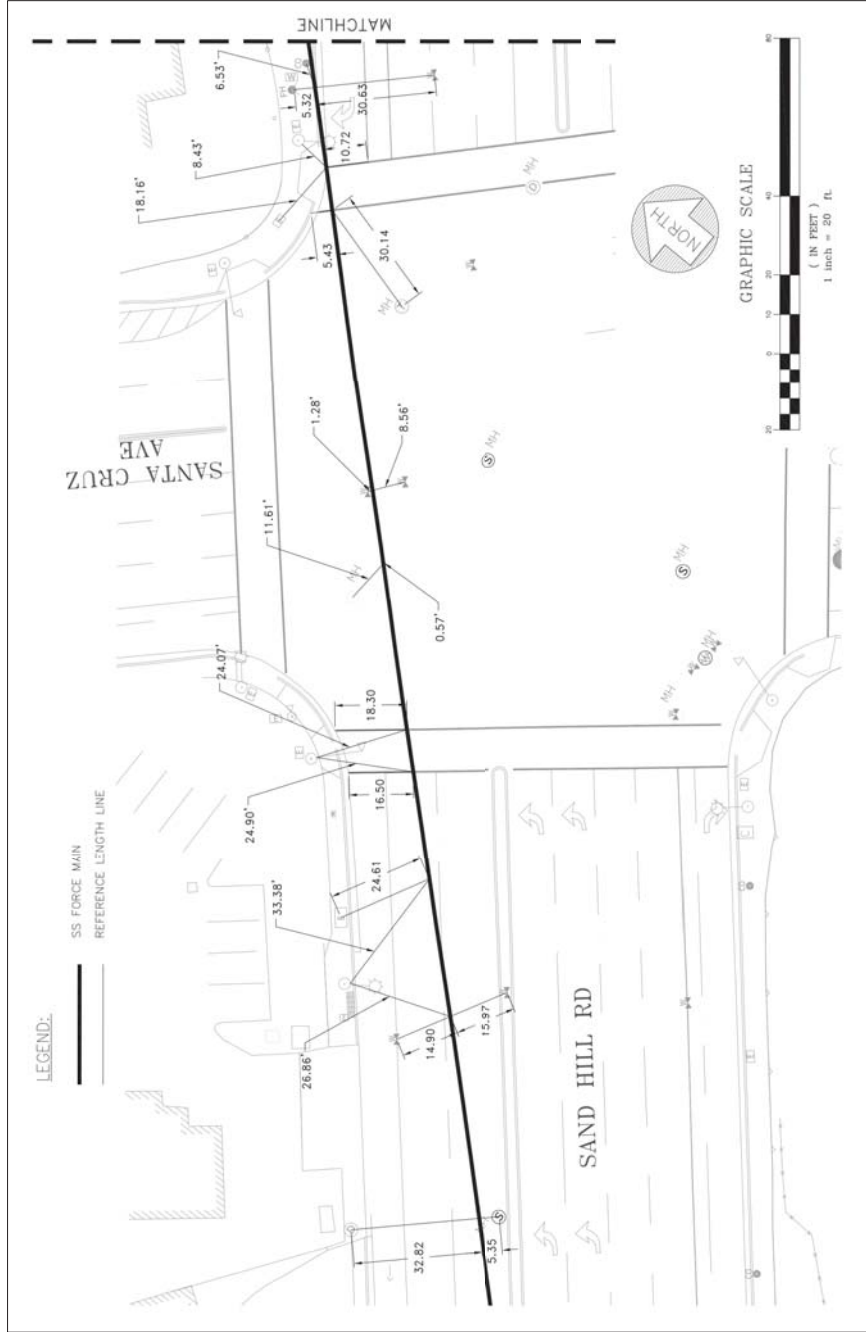 LEGEND:
SS FORCE MAIN
REFERENCE LENGTH LINE
MATCHLINE
SANTA CRUZ
AVE
SAND HILL RD
32.82
5.35
26.86'
14.90
15.97
33.38'
24.61
24.90'
16.50
24.07'
18.30
0.57'
11.61'
MH
1.28'
8.56'
MH
MH
MH
MH
MH
5.43
30.14
MH
18.16'
8.43'
10.72
5.32
30.63
6.53'
FH
W
MH
NORTH
GRAPHIC SCALE
20
0
10
20
40
80
( IN FEET )
1 inch = 20 ft.